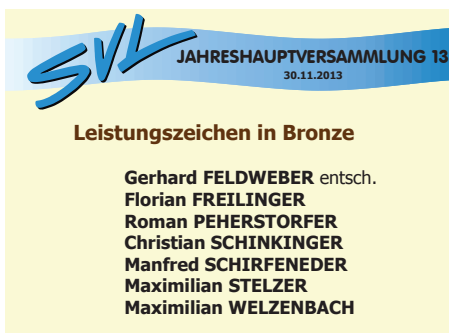 SVL
JAHRESHAUPTVERSAMMLUNG 13
30.11.2013
Leistungszeichen in Bronze
Gerhard FELDWEBER entsch.
Florian FREILINGER
Roman PEHERSTORFER
Christian SCHINKINGER
Manfred SCHIRFENEDER
Maximilian STELZER
Maximilian WELZENBACH